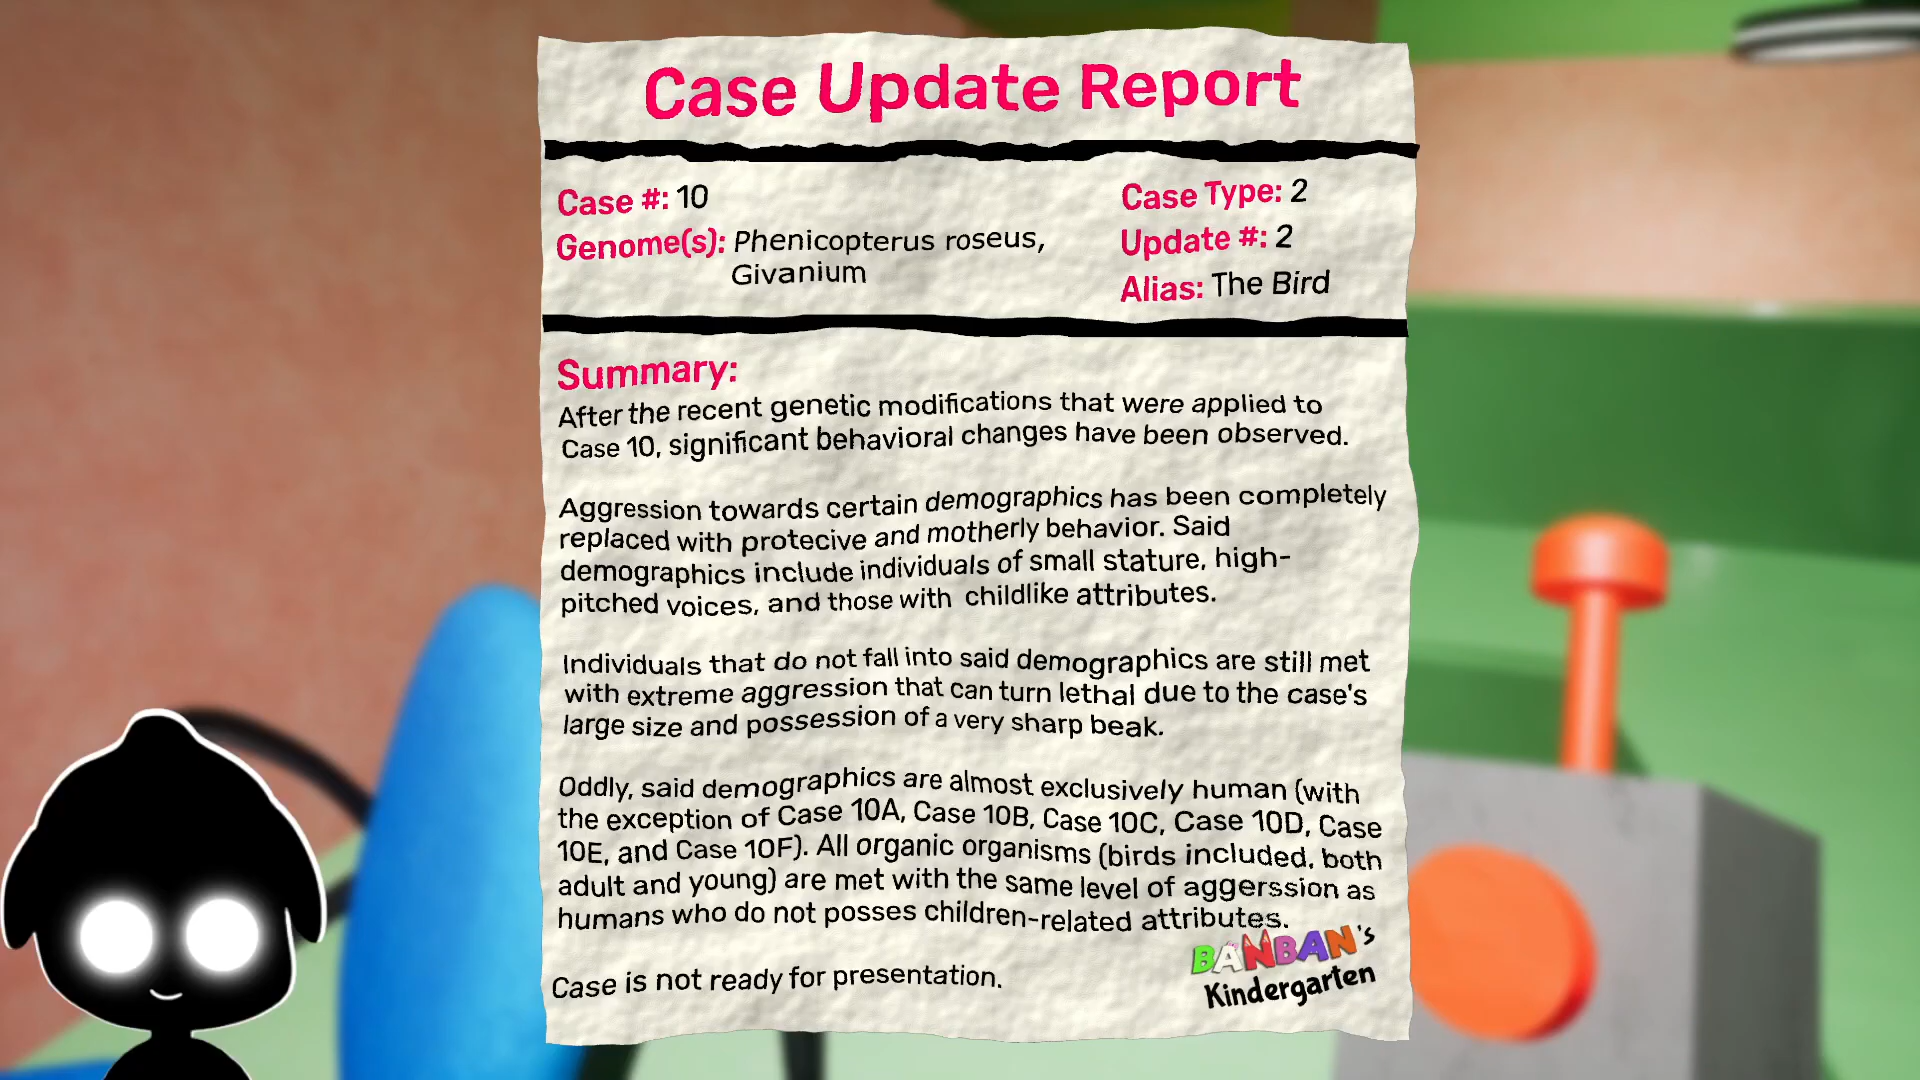 Case Update Report
Case #: 10
Case Type: 2
Genome(s): Phenicopterus roseus,
Givanium
Update #: 2
Alias: The Bird
Summary:
After the recent genetic modifications that were applied to
Case 10, significant behavioral changes have been observed.
Aggression towards certain demographics has been completely
replaced with protecive and motherly behavior. Said
demographics include individuals of small stature, high-
pitched voices, and those with childlike attributes.
Individuals that do not fall into said demographics are still met
with extreme aggression that can turn lethal due to the case's
large size and possession of a very sharp beak.
Oddly, said demographics are almost exclusively human (with
the exception of Case 10A, Case 10B, Case 10C, Case 10D, Case
10E, and Case 10F). All organic organisms (birds included, both
adult and young) are met with the same level of aggerssion as
humans who do not posses children-related attributes.
Case is not ready for presentation.
BANBAN's
Kindergarten